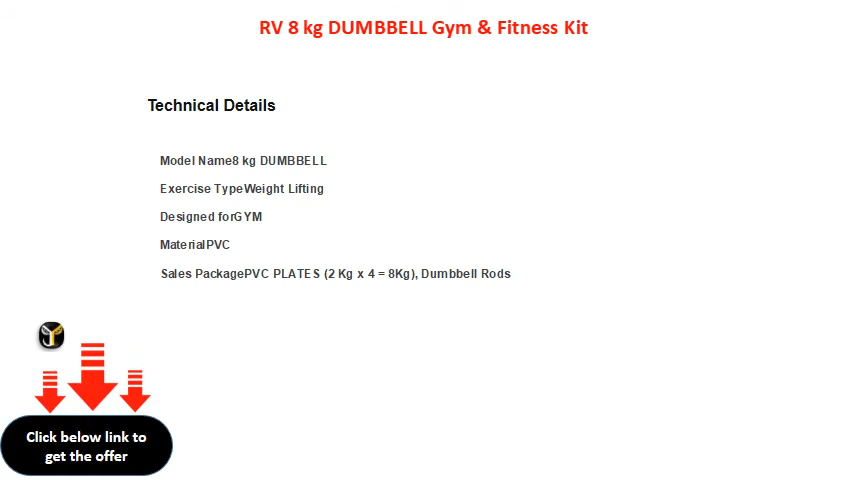 RV 8 kg DUMBBELL Gym & Fitness Kit
Technical Details
Model Name8 kg DUMBBELL
Exercise TypeWeight Lifting
Designed forGYM
MaterialPVC
Sales PackagePVC PLATES (2 Kg x 4 = 8Kg), Dumbbell Rods
Click below link to
get the offer